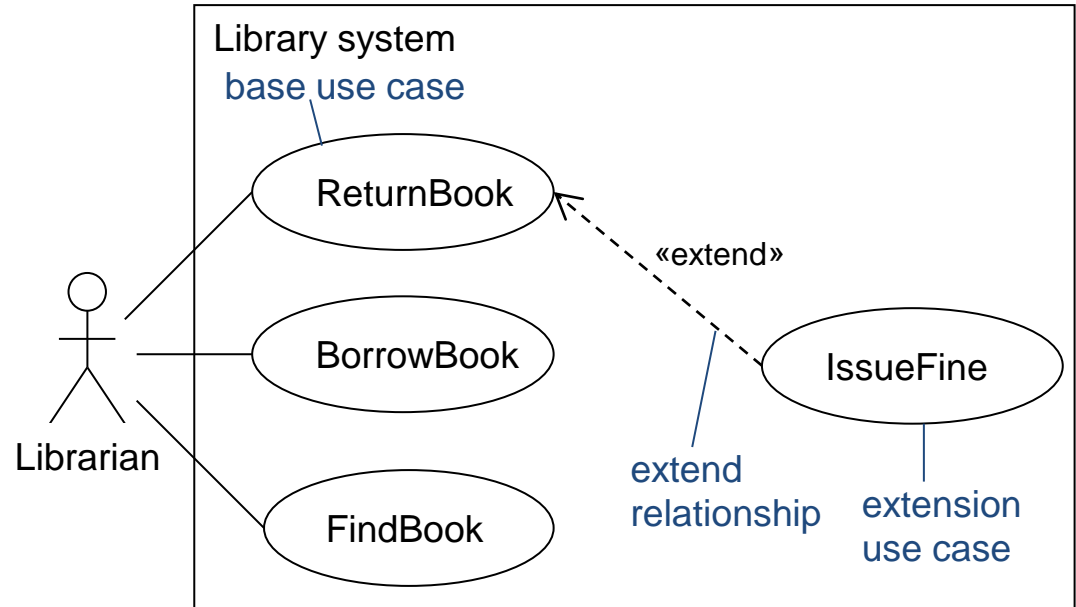 Library system
base use case
ReturnBook
«extend»
BorrowBook
IssueFine
Librarian
extend
relationship
extension
use case
FindBook